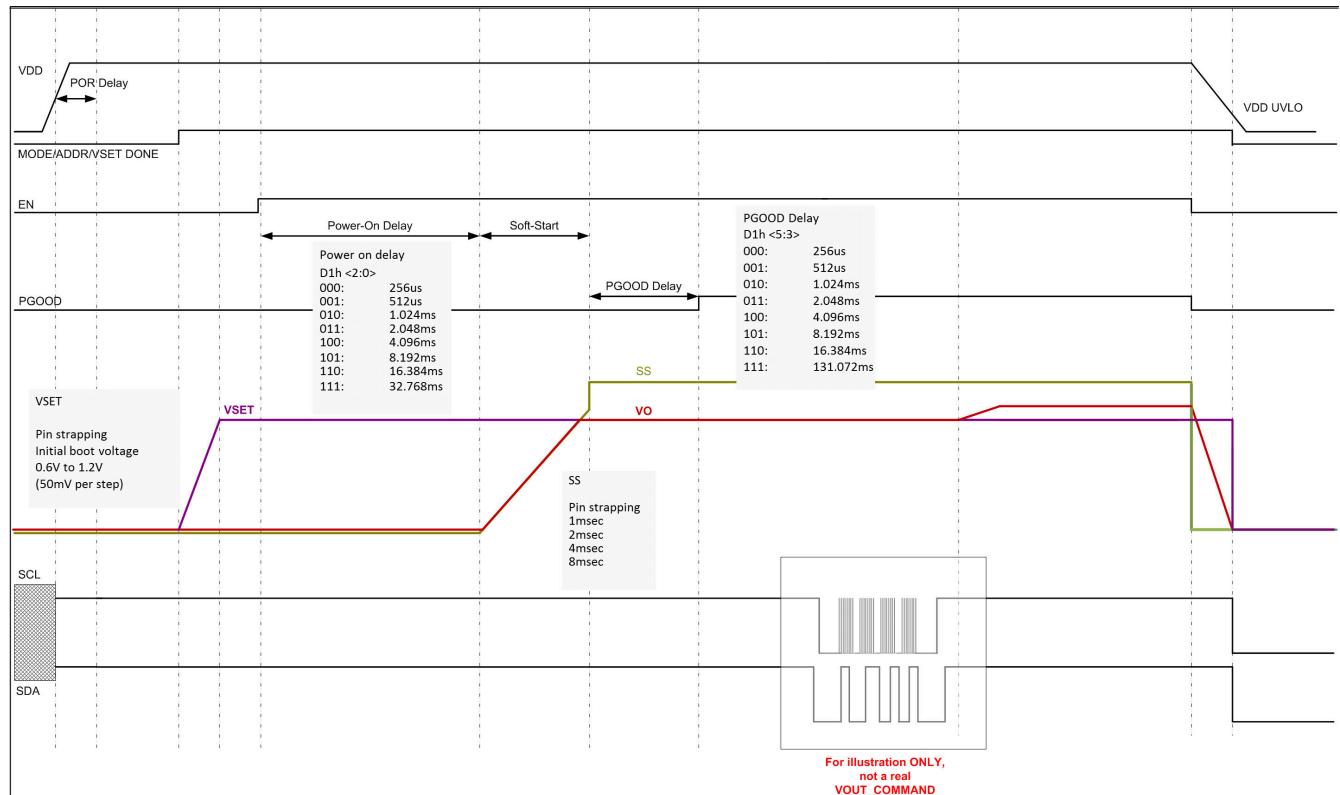 VDD
POR Delay
VDD UVLO
MODE/ADDR/VSET DONE
EN
Power-On Delay
Soft-Start
Power on delay
D1h <2:0>
000: 256us
001: 512us
010: 1.024ms
011: 2.048ms
100: 4.096ms
101: 8.192ms
110: 16.384ms
111: 32.768ms
PGOOD Delay
D1h <5:3>
000: 256us
001: 512us
010: 1.024ms
011: 2.048ms
100: 4.096ms
101: 8.192ms
110: 16.384ms
111: 131.072ms
PGOOD
PGOOD Delay
SS
VSET
Pin strapping
Initial boot voltage
0.6V to 1.2V
(50mV per step)
VSET
VO
SS
Pin strapping
1msec
2msec
4msec
8msec
SCL
SDA
For illustration ONLY,
not a real
VOUT_COMMAND